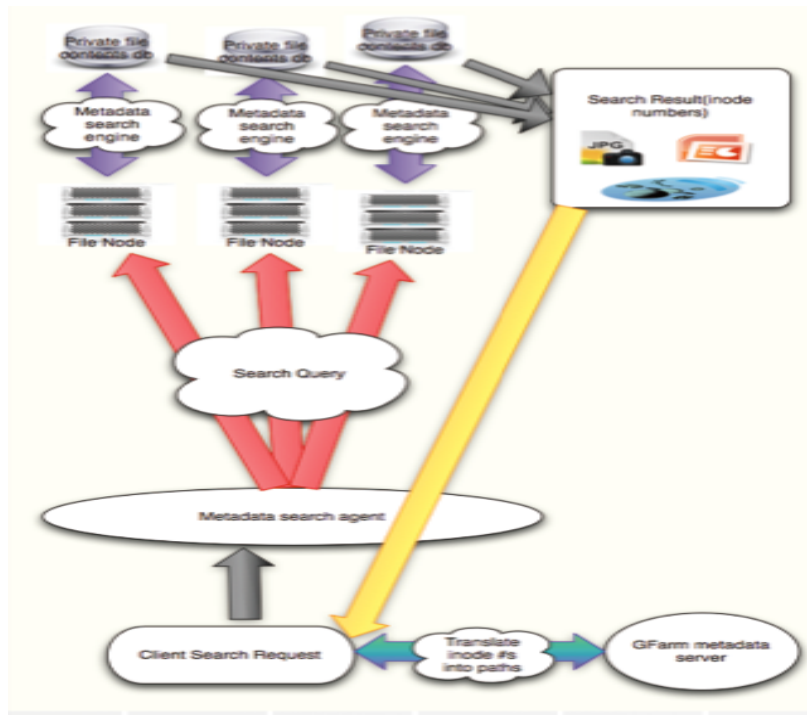 Private file
contents db
Private file
contents db
Private file
contents db
Metadata
search
engine
Metadata
search
engine
Metadata
search
engine
Search Result(inode
numbers)
JPG
File Node
File Node
File Node
Search Query
Metadata search agent
Client Search Request
Translate
inode #s
into paths
GFarm metadata
server